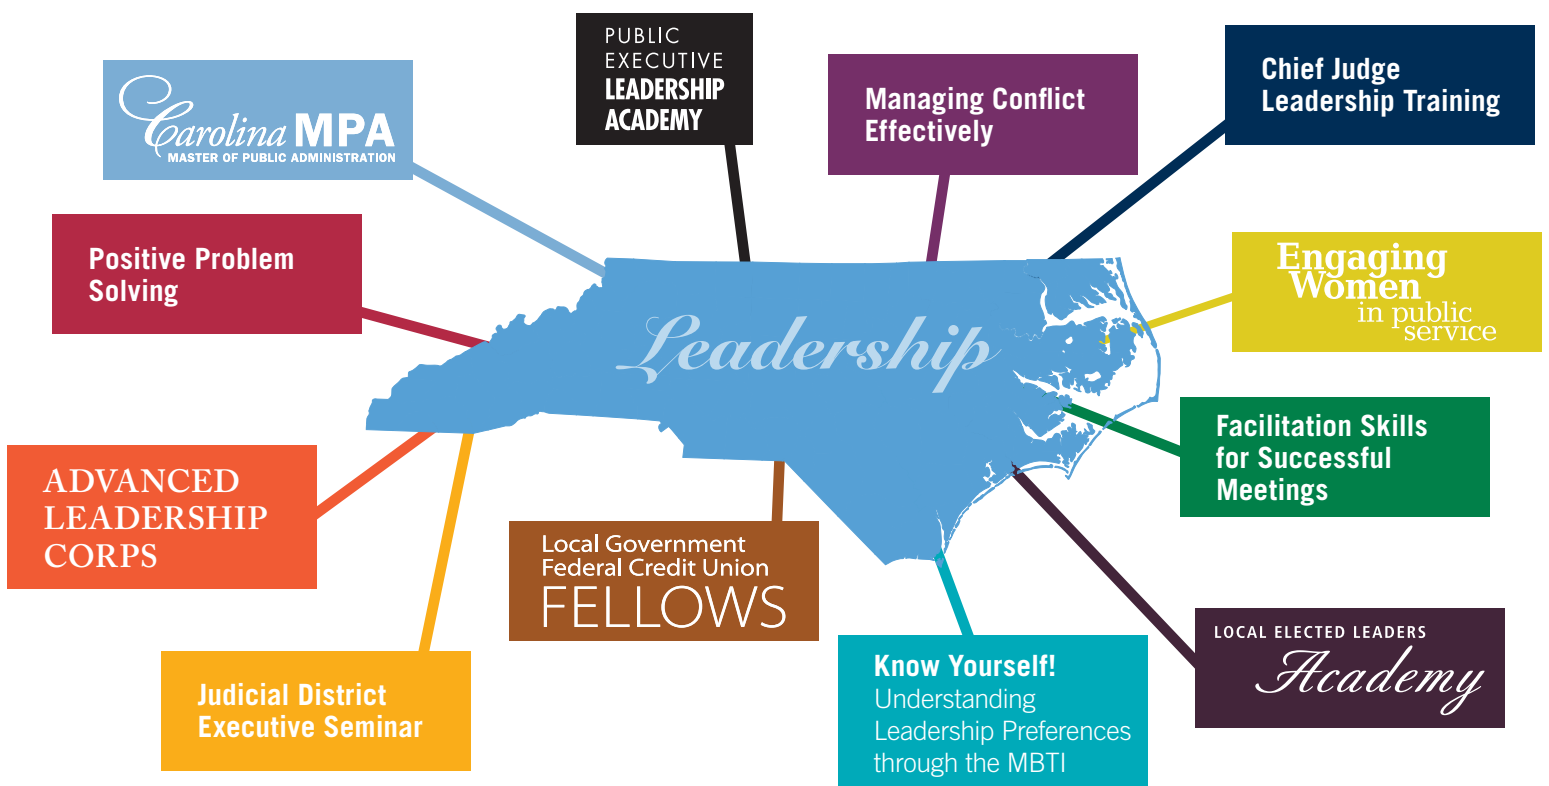 PUBLIC
EXECUTIVE
LEADERSHIP
ACADEMY
Carolina MPA
MASTER OF PUBLIC ADMINISTRATION
Managing Conflict
Effectively
Chief Judge
Leadership Training
Positive Problem
Solving
Engaging
Women
in public
service
Leadership
Facilitation Skills
for Successful
Meetings
ADVANCED
LEADERSHIP
CORPS
Local Government
Federal Credit Union
FELLOWS
LOCAL ELECTED LEADERS
Academy
Know Yourself!
Understanding
Leadership Preferences
through the MBTI
Judicial District
Executive Seminar